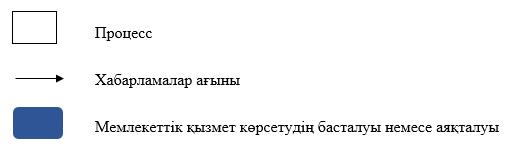 Процесс
Хабарламалар ағыны
Мемлекеттік қызмет көрсетудің басталуы немесе аяқталуы